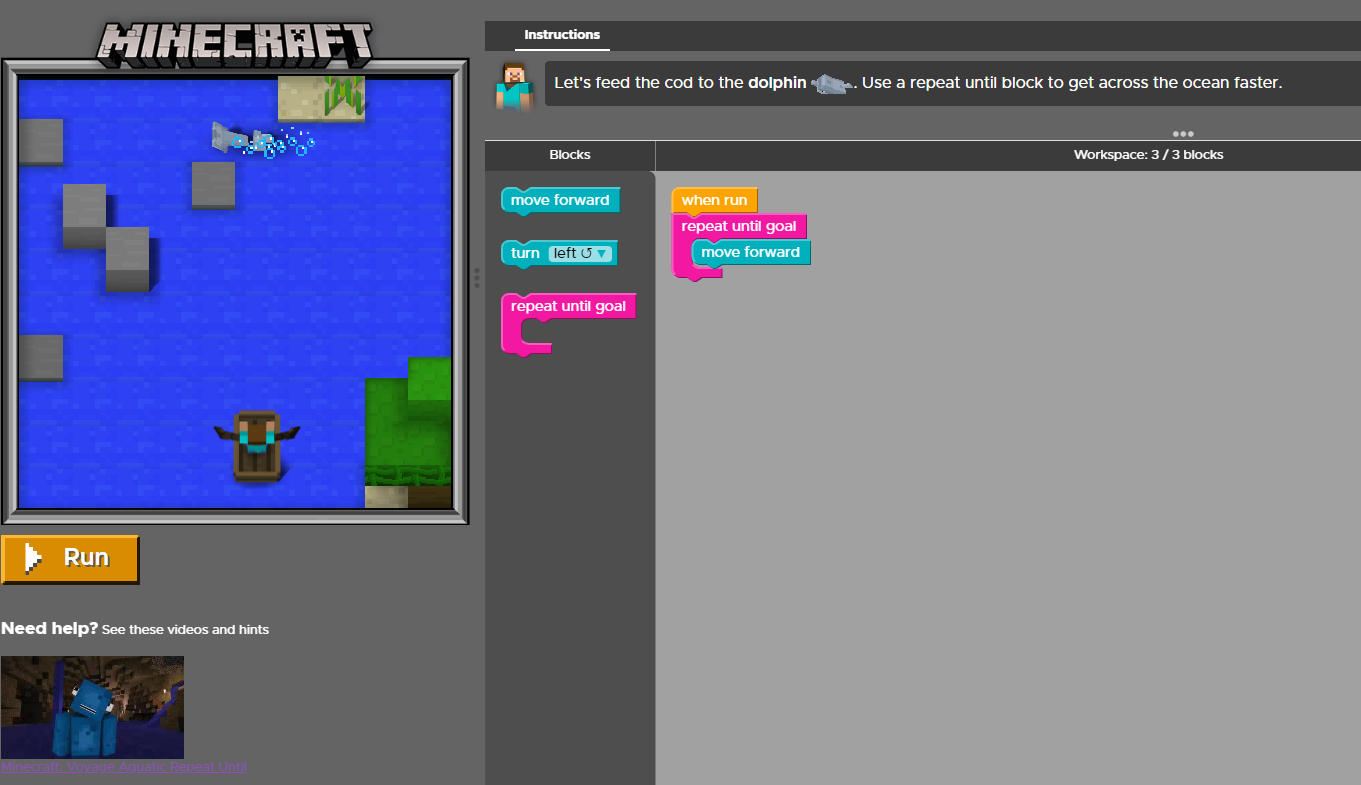 MINECRAFT
Instructions
Let's feed the cod to the dolphin . Use a repeat until block to get across the ocean faster.
Blocks
Workspace: 3 / 3 blocks
move forward
turn left ↺ ▼
repeat until goal
when run
repeat until goal
move forward
Run
Need help? See these videos and hints
Minecraft: Voyage Aquatic Repeat Until